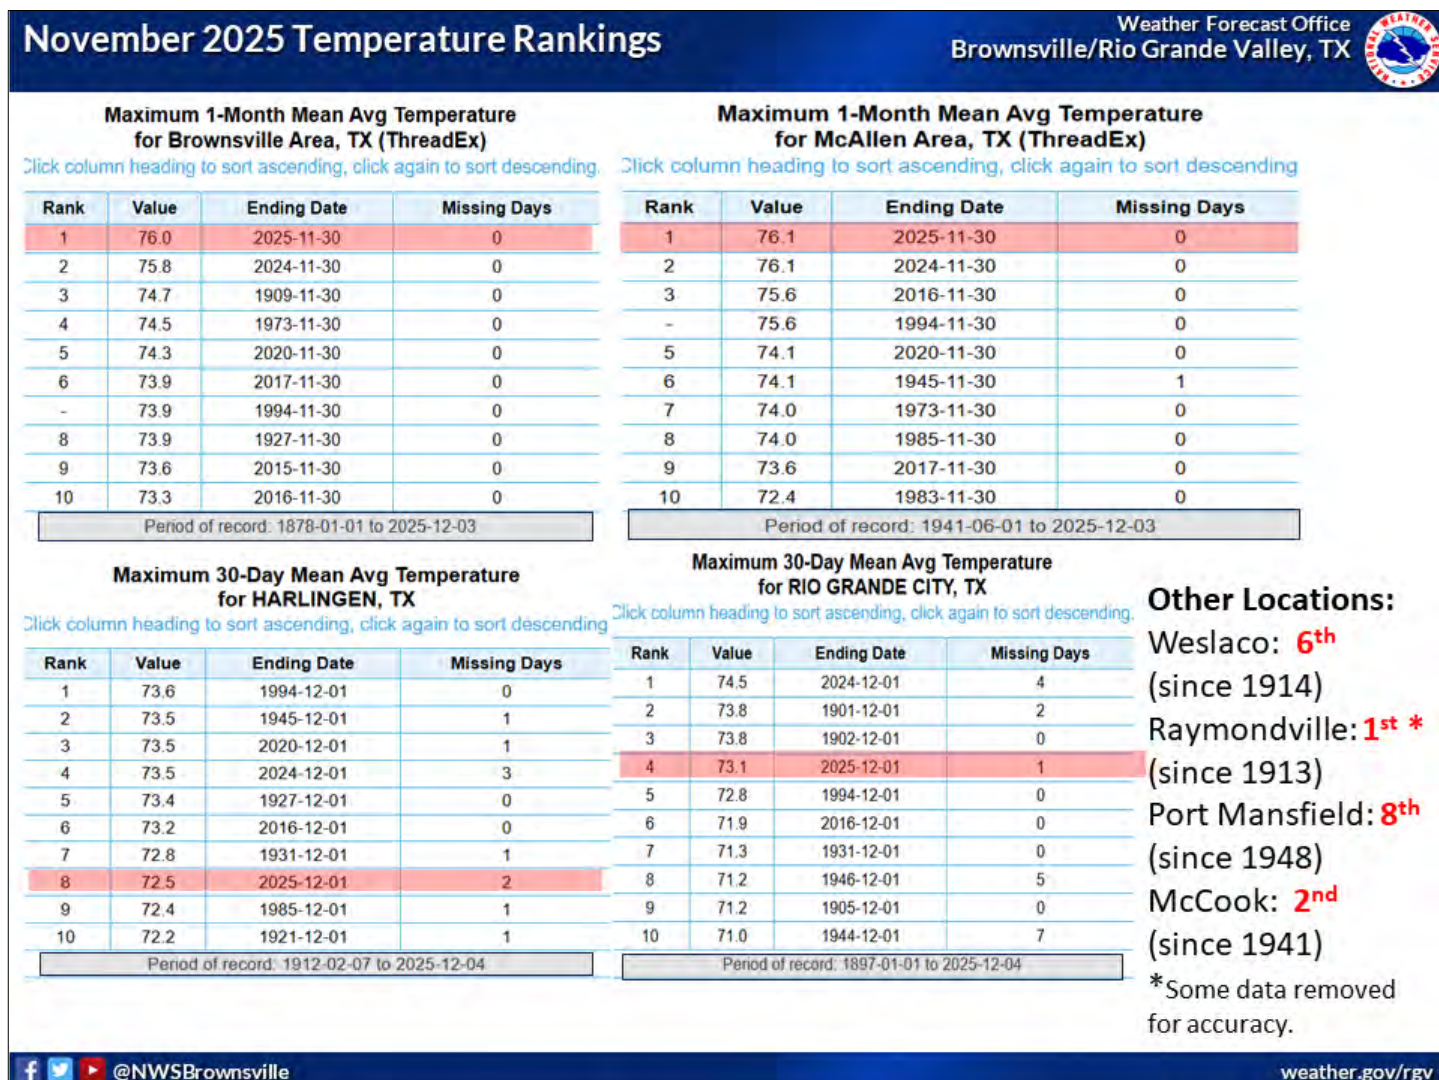 November 2025 Temperature Rankings
Weather Forecast Office
Brownsville/Rio Grande Valley, TX
NATIONAL WEATHER SERVICE
Maximum 1-Month Mean Avg Temperature
for Brownsville Area, TX (ThreadEx)
Click column heading to sort ascending, click again to sort descending.
Rank Value Ending Date Missing Days
1 76.0 2025-11-30 0
2 75.8 2024-11-30 0
3 74.7 1909-11-30 0
4 74.5 1973-11-30 0
5 74.3 2020-11-30 0
6 73.9 2017-11-30 0
- 73.9 1994-11-30 0
8 73.9 1927-11-30 0
9 73.6 2015-11-30 0
10 73.3 2016-11-30 0
Period of record: 1878-01-01 to 2025-12-03
Maximum 1-Month Mean Avg Temperature
for McAllen Area, TX (ThreadEx)
Click column heading to sort ascending, click again to sort descending
Rank Value Ending Date Missing Days
1 76.1 2025-11-30 0
2 76.1 2024-11-30 0
3 75.6 2016-11-30 0
- 75.6 1994-11-30 0
5 74.1 2020-11-30 0
6 74.1 1945-11-30 1
7 74.0 1973-11-30 0
8 74.0 1985-11-30 0
9 73.6 2017-11-30 0
10 72.4 1983-11-30 0
Period of record: 1941-06-01 to 2025-12-03
Maximum 30-Day Mean Avg Temperature
for HARLINGEN, TX
Click column heading to sort ascending, click again to sort descending
Rank Value Ending Date Missing Days
1 73.6 1994-12-01 0
2 73.5 1945-12-01 1
3 73.5 2020-12-01 1
4 73.5 2024-12-01 3
5 73.4 1927-12-01 0
6 73.2 2016-12-01 0
7 72.8 1931-12-01 1
8 72.5 2025-12-01 2
9 72.4 1985-12-01 1
10 72.2 1921-12-01 1
Period of record: 1912-02-07 to 2025-12-04
Maximum 30-Day Mean Avg Temperature
for RIO GRANDE CITY, TX
Click column heading to sort ascending, click again to sort descending.
Rank Value Ending Date Missing Days
1 74.5 2024-12-01 4
2 73.8 1901-12-01 2
3 73.8 1902-12-01 0
4 73.1 2025-12-01 1
5 72.8 1994-12-01 0
6 71.9 2016-12-01 0
7 71.3 1931-12-01 0
8 71.2 1946-12-01 5
9 71.2 1905-12-01 0
10 71.0 1944-12-01 7
Period of record: 1897-01-01 to 2025-12-04
Other Locations:
Weslaco: 6th
(since 1914)
Raymondville: 1st *
(since 1913)
Port Mansfield: 8th
(since 1948)
McCook: 2nd
(since 1941)
*Some data removed
for accuracy.
@NWSBrownsville
weather.gov/rgv